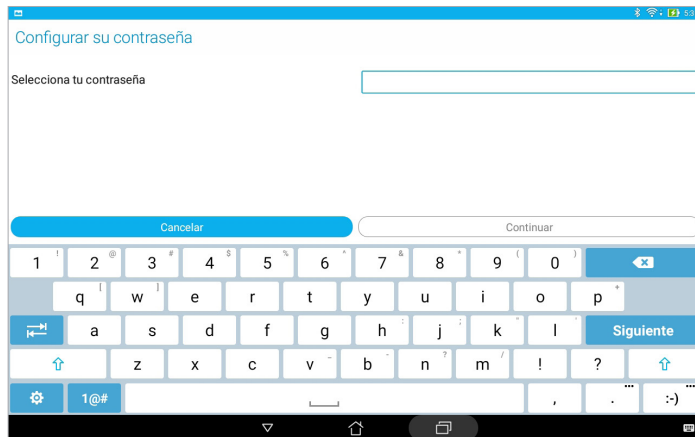 53
Configurar su contraseña
Selecciona tu contraseña
Cancelar
Continuar
1 ! 2 @ 3 # 4 $ 5 % 6 ^ 7 & 8 * 9 ( 0 )
q [ w ] e r t y u i o p +
a s d f g h : j ; k " l '
Siguiente
z x c v b n ? m / ! ?
1@# , . ... :-) ...